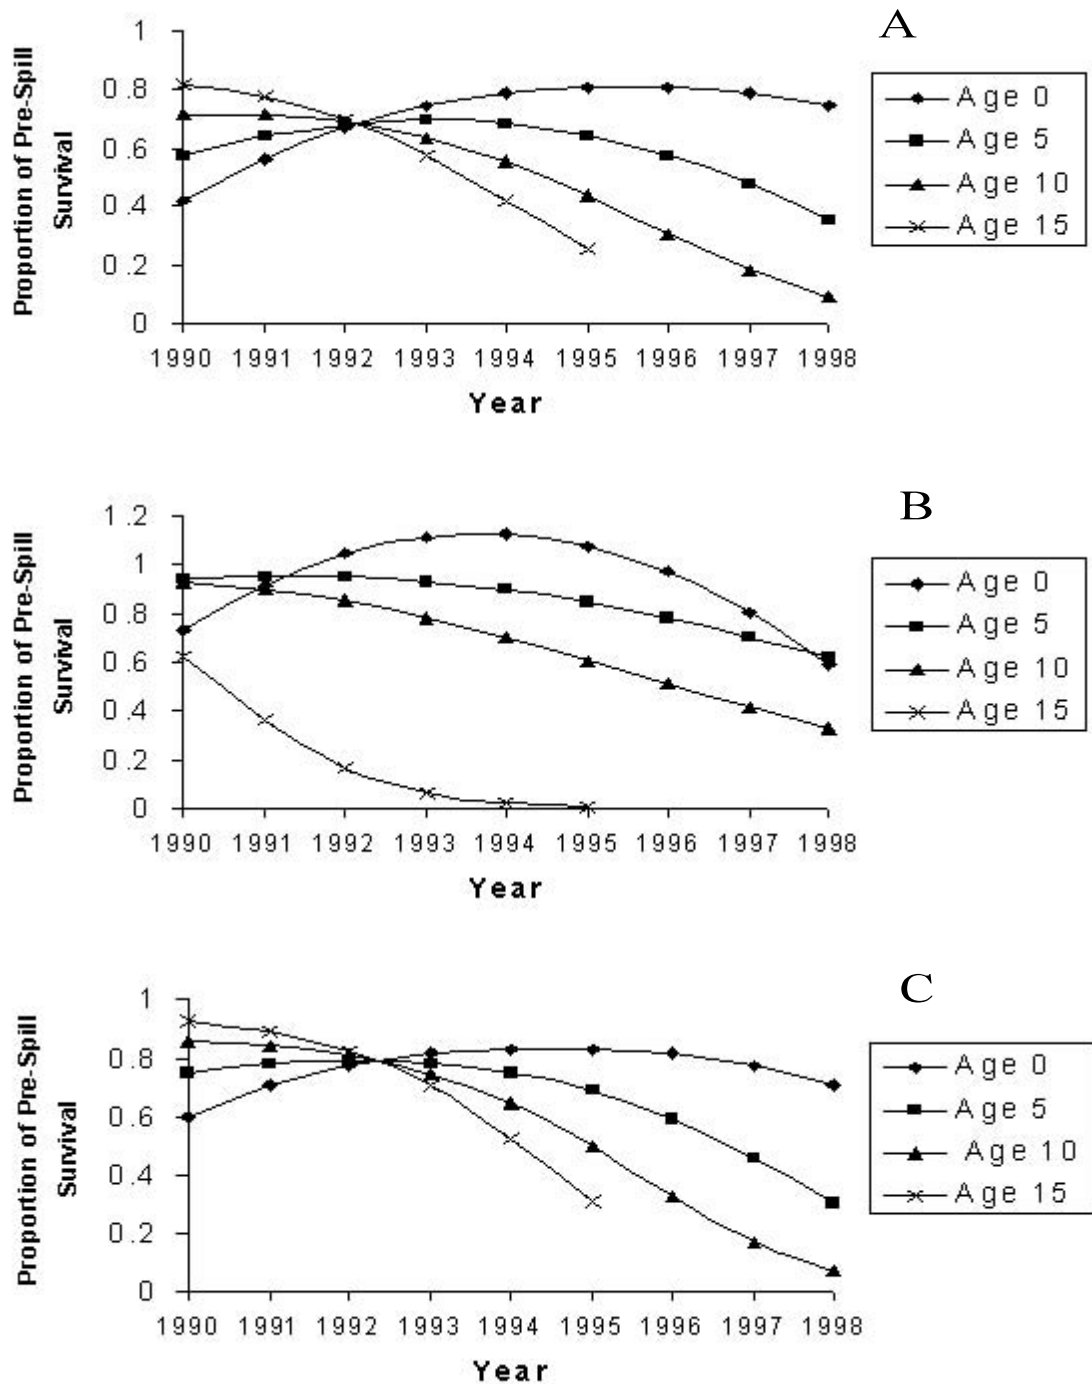 A
Proportion of Pre-Spill
Survival
1
0.8
0.6
0.4
0.2
0
1990 1991 1992 1993 1994 1995 1996 1997 1998
Year
Age 0
Age 5
Age 10
Age 15
B
Proportion of Pre-Spill
Survival
1.2
1
0.8
0.6
0.4
0.2
0
1990 1991 1992 1993 1994 1995 1996 1997 1998
Year
Age 0
Age 5
Age 10
Age 15
C
Proportion of Pre-Spill
Survival
1
0.8
0.6
0.4
0.2
0
1990 1991 1992 1993 1994 1995 1996 1997 1998
Year
Age 0
Age 5
Age 10
Age 15